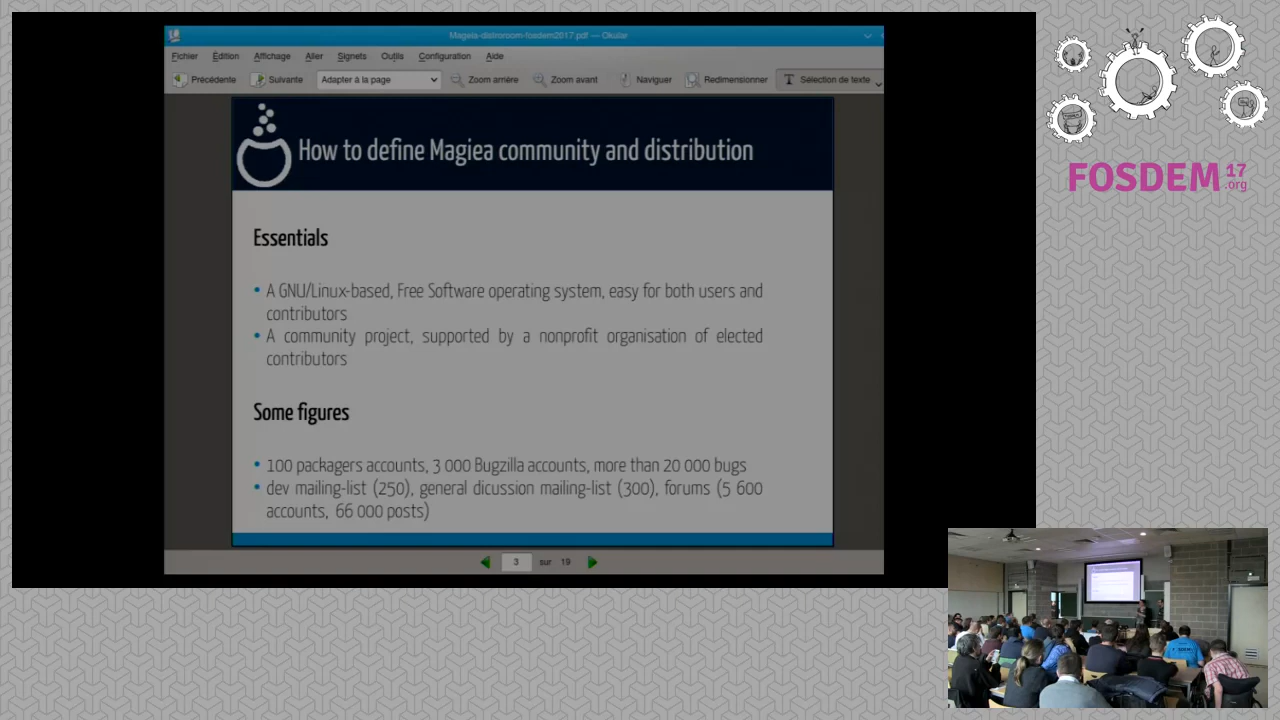 Mageia-distroroom-fosdem2017.pdf — Okular
Fichier Édition Affichage Aller Signets Outils Configuration Aide
Précédente Suivante Adapter à la page Zoom arrière Zoom avant Naviguer Redimensionner Sélection de texte
How to define Magiea community and distribution
Essentials
• A GNU/Linux-based, Free Software operating system, easy for both users and
contributors
• A community project, supported by a nonprofit organisation of elected
contributors
Some figures
• 100 packagers accounts, 3 000 Bugzilla accounts, more than 20 000 bugs
• dev mailing-list (250), general dicussion mailing-list (300), forums (5 600
accounts, 66 000 posts)
3 sur 19
FOSDEM 17
.org